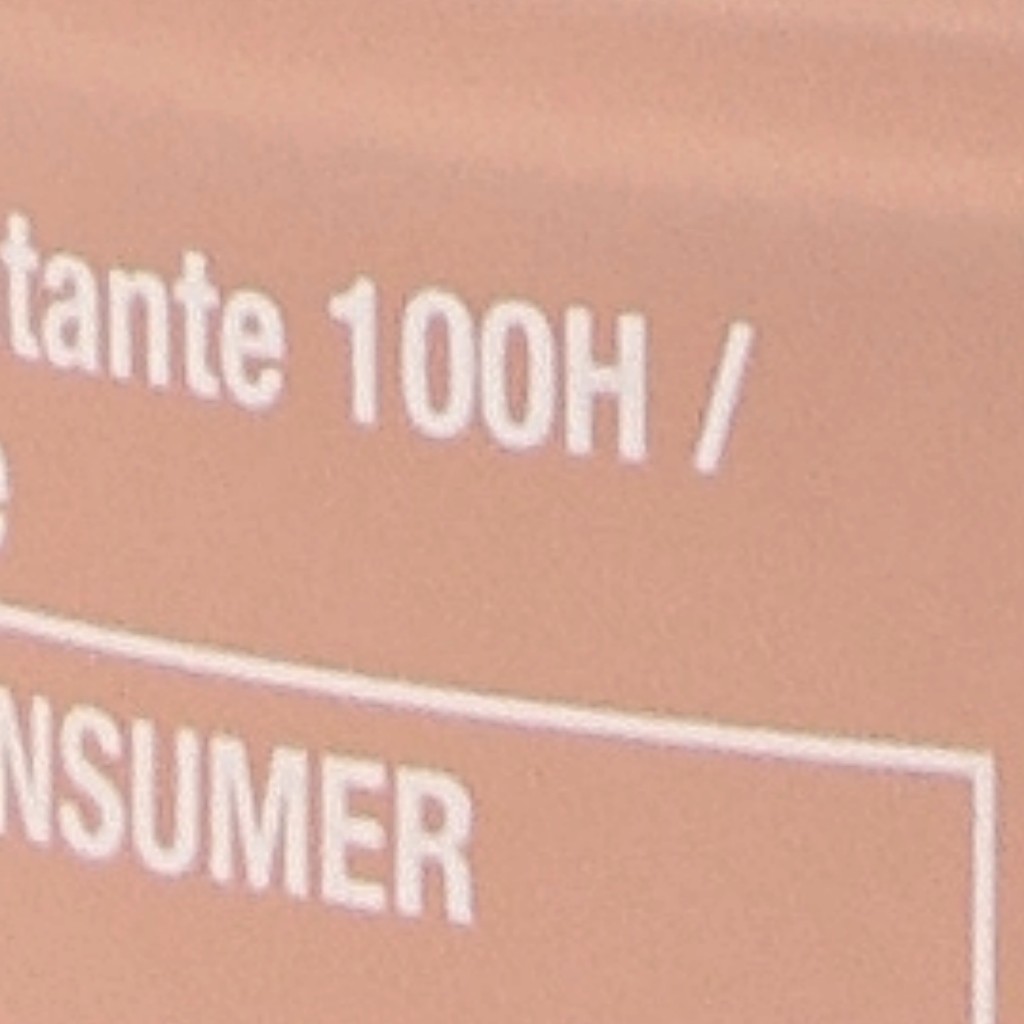 tante 100H /
e
NSUMER